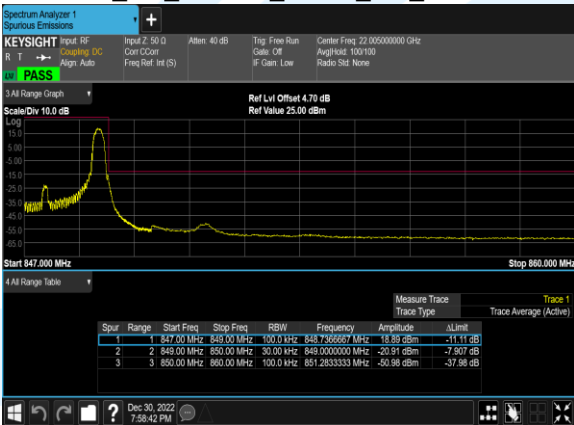 Spectrum Analyzer 1
Spurious Emissions
KEYSIGHT Input: RF Input Z: 50 Ω Atten: 40 dB Trig: Free Run Center Freq: 22.005000000 GHz
R T Coupling: DC Corr CCorr Gate: Off Avg|Hold: 100/100
Align: Auto Freq Ref: Int (S) IF Gain: Low Radio Std: None
PASS
3 All Range Graph
Ref Lvl Offset 4.70 dB
Scale/Div 10.0 dB Ref Value 25.00 dBm
Log
15.0
5.00
-5.00
-15.0
-25.0
-35.0
-45.0
-55.0
-65.0
Start 847.000 MHz Stop 860.000 MHz
4 All Range Table
Measure Trace Trace 1
Trace Type Trace Average (Active)
Spur Range Start Freq Stop Freq RBW Frequency Amplitude ΔLimit
1 1 847.00 MHz 849.00 MHz 100.0 kHz 848.7366667 MHz 18.89 dBm -11.11 dB
2 2 849.00 MHz 850.00 MHz 30.00 kHz 849.0000000 MHz -20.91 dBm -7.907 dB
3 3 850.00 MHz 860.00 MHz 100.0 kHz 851.2833333 MHz -50.98 dBm -37.98 dB
? Dec 30, 2022
7:58:42 PM